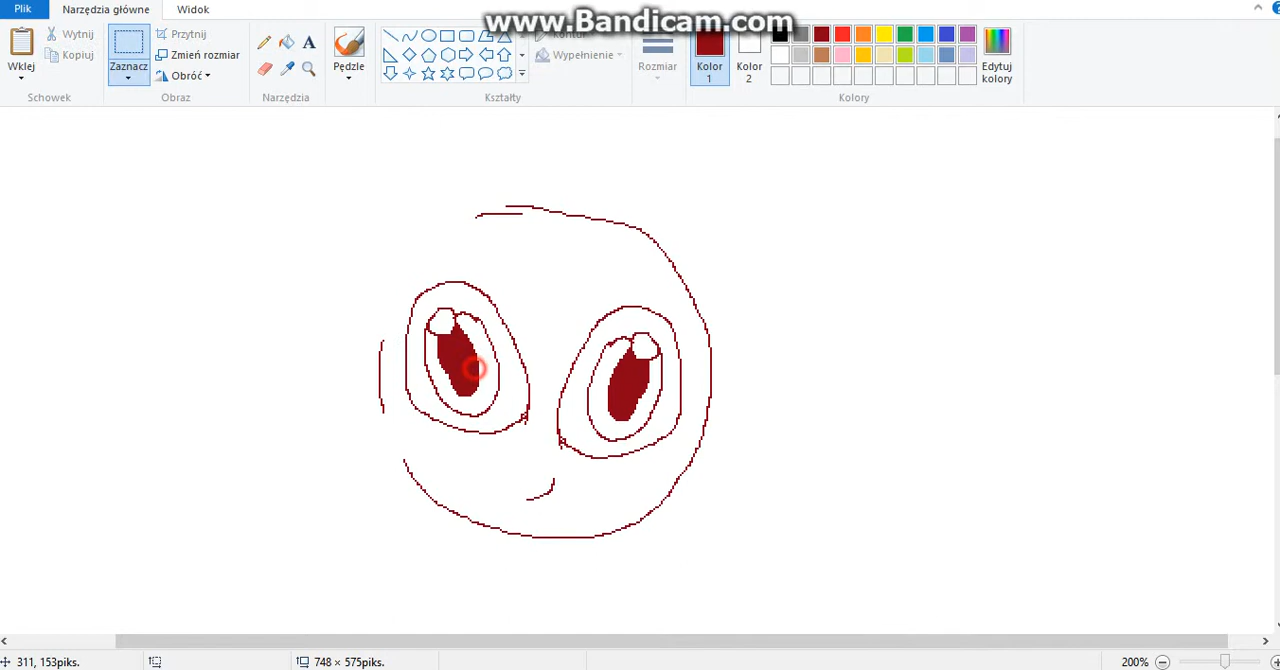 www.Bandicam.com
Plik
Narzędzia główne
Widok
Wklej
Wytnij
Kopiuj
Schowek
Zaznacz
Przytnij
Zmień rozmiar
Obróć
Obraz
A
Narzędzia
Pędzle
Kontur
Wypełnienie
Kształty
Rozmiar
Kolor
1
Kolor
2
Edytuj
kolory
Kolory
311, 153piks.
748 × 575piks.
200%